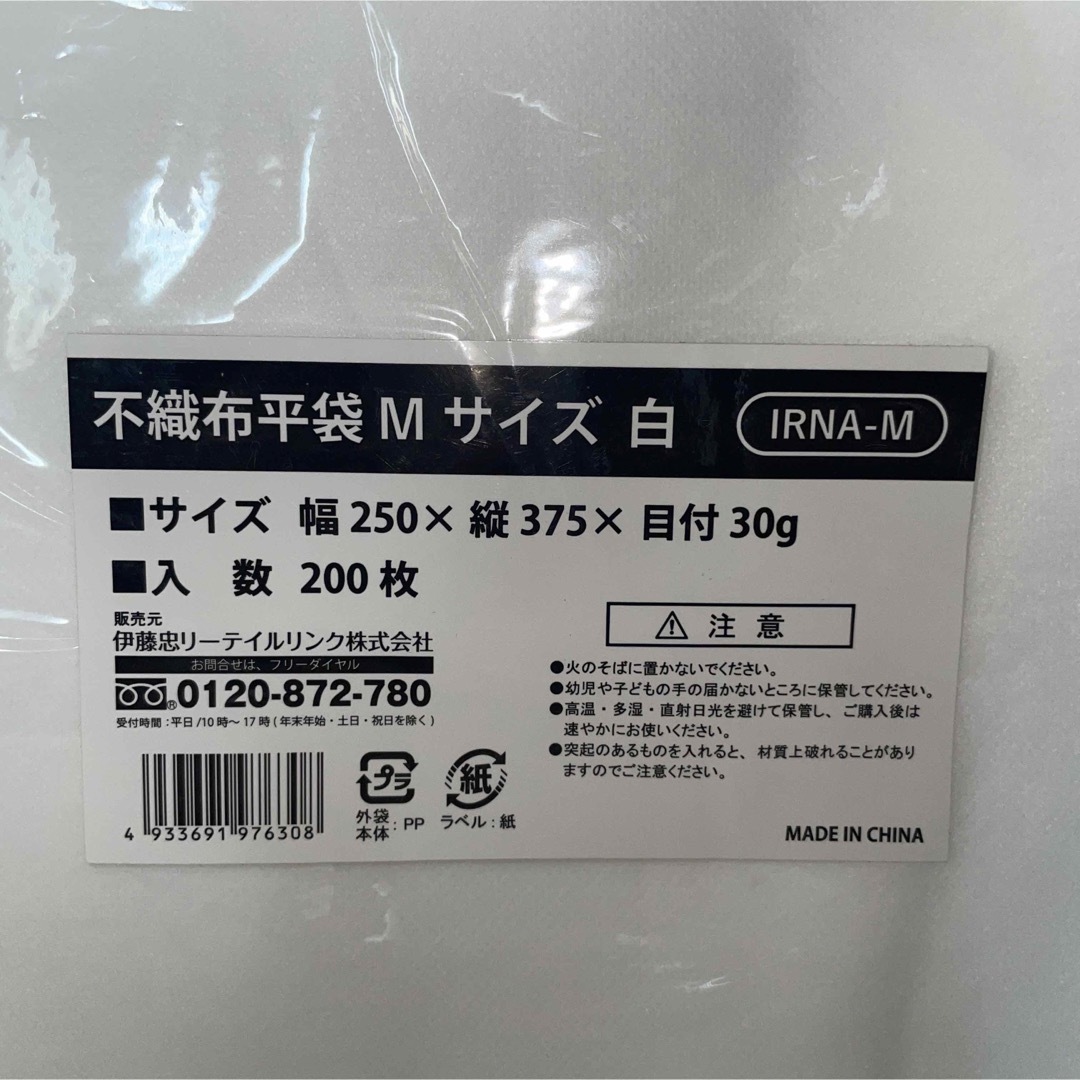 不織布平袋 M サイズ 白 IRNA-M
■サイズ 幅 250× 縦 375× 目付 30g
■入 数 200 枚
販売元
伊藤忠リーテイルリンク株式会社
お問合せは、フリーダイヤル
®0120-872-780
受付時間 : 平日 /10 時～ 17 時 ( 年末年始・土日・祝日を除く )
4 933691 976308
プラ
外袋 : PP
本体 : PP
紙
ラベル : 紙
⚠ 注 意
●火のそばに置かないでください。
●幼児や子どもの手の届かないところに保管してください。
●高温・多湿・直射日光を避けて保管し、ご購入後は
速やかにお使いください。
●突起のあるものを入れると、材質上破れることがあり
ますのでご注意ください。
MADE IN CHINA